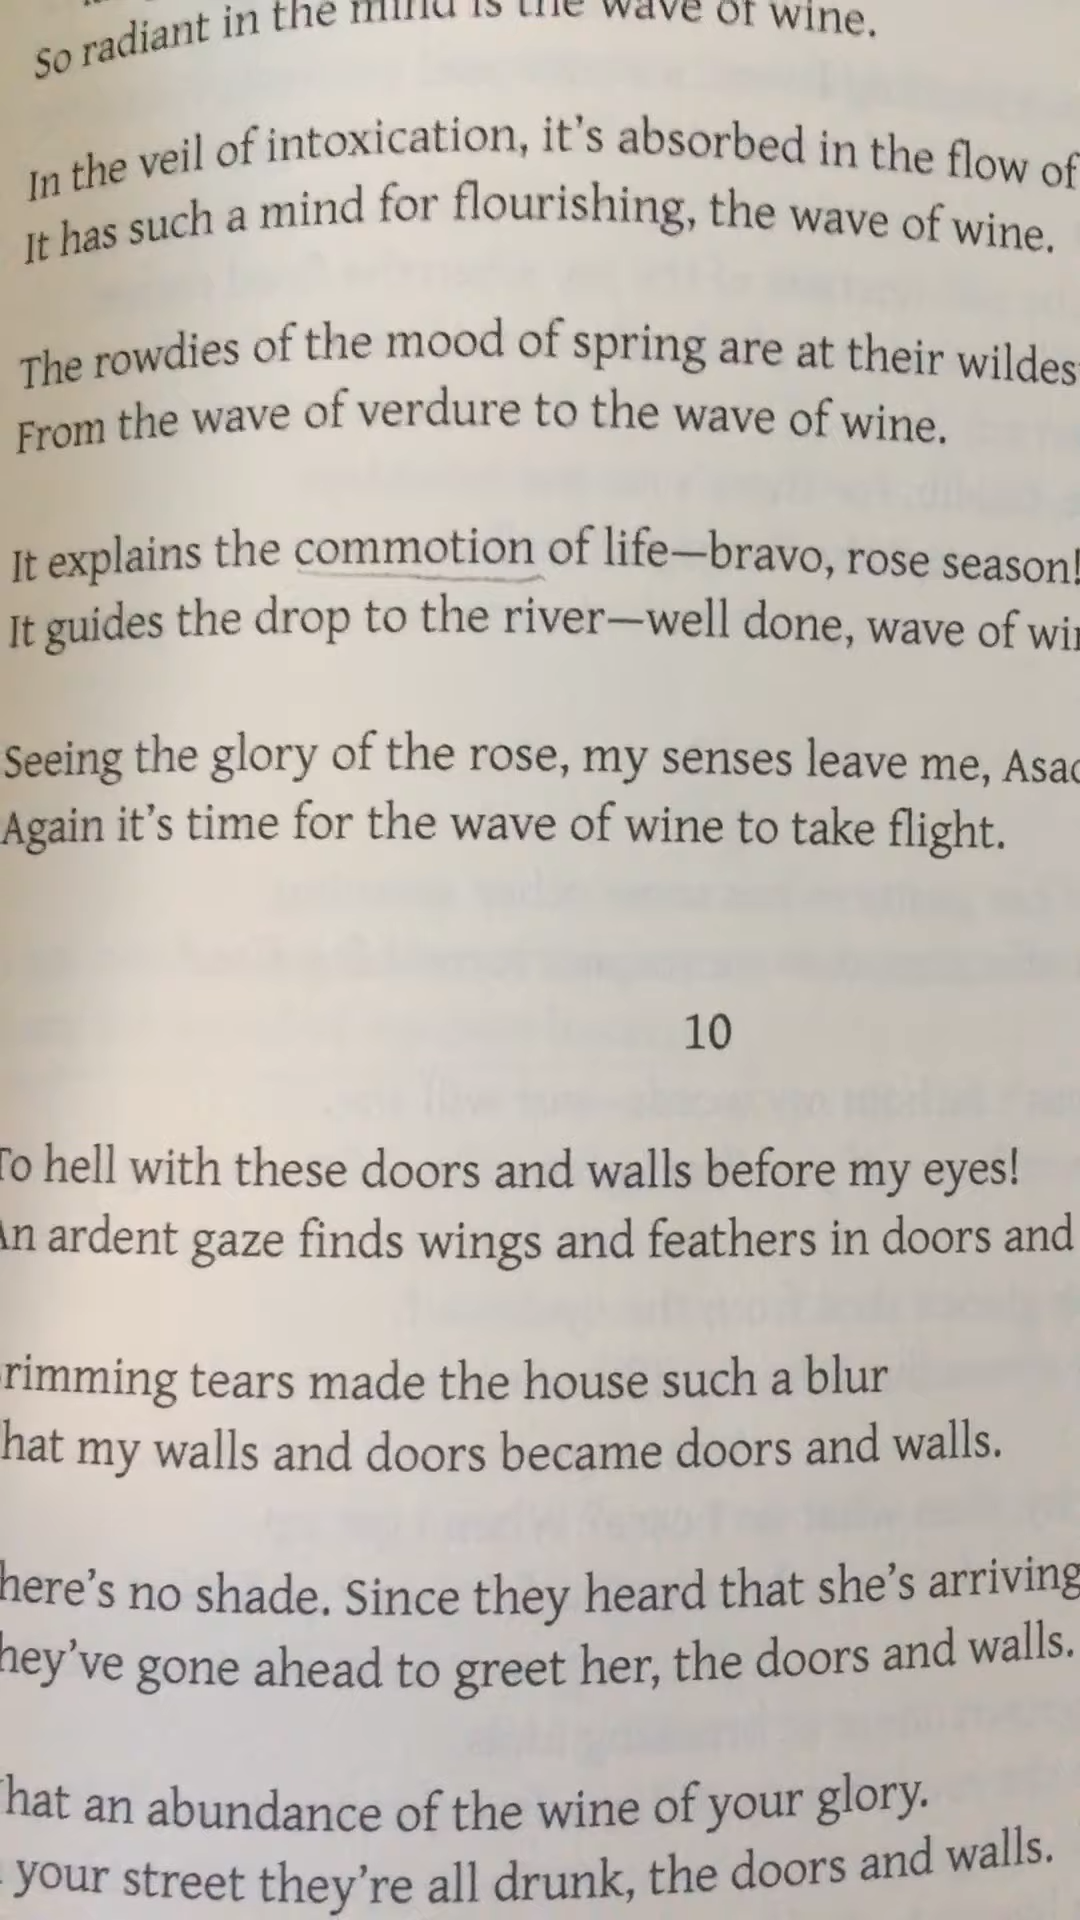 So radiant in the mind is the wave of wine.
In the veil of intoxication, it's absorbed in the flow of
It has such a mind for flourishing, the wave of wine.
The rowdies of the mood of spring are at their wildes
From the wave of verdure to the wave of wine.
It explains the commotion of life—bravo, rose season!
It guides the drop to the river—well done, wave of
Seeing the glory of the rose, my senses leave me,
Again it's time for the wave of wine to take flight.
10
To hell with these doors and walls before my eyes!
An ardent gaze finds wings and feathers in doors and
rimming tears made the house such a blur
hat my walls and doors became doors and walls.
here's no shade. Since they heard that she's arriving
hey've gone ahead to greet her, the doors and walls.
hat an abundance of the wine of your glory.
your street they're all drunk, the doors and walls.